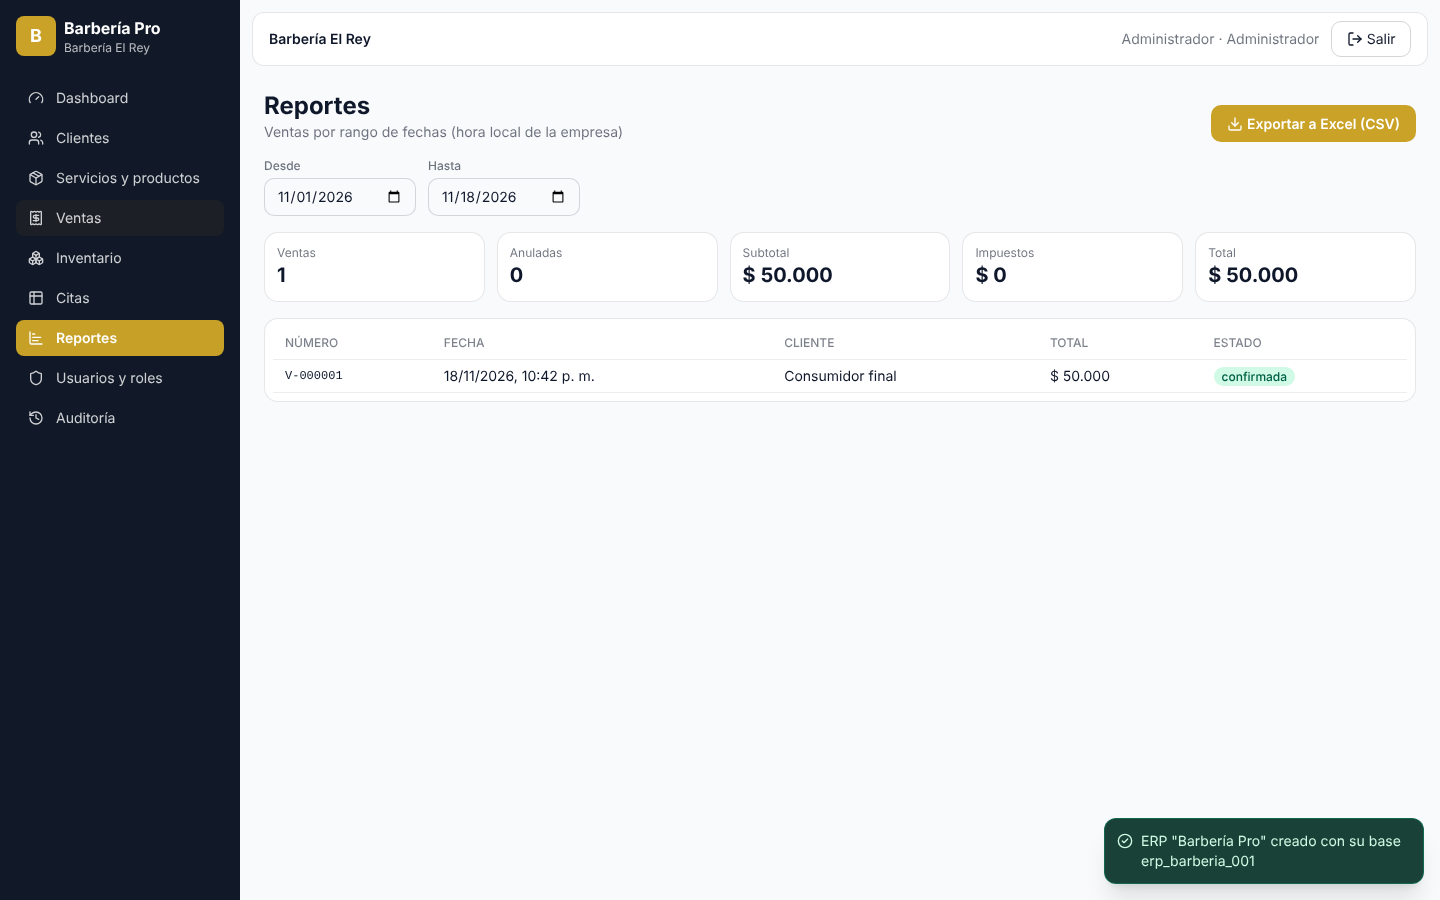 B
Barbería Pro
Barbería El Rey
Dashboard
Clientes
Servicios y productos
Ventas
Inventario
Citas
Reportes
Usuarios y roles
Auditoría
Barbería El Rey
Administrador · Administrador
Salir
Reportes
Ventas por rango de fechas (hora local de la empresa)
Exportar a Excel (CSV)
Desde
Hasta
11/01/2026
11/18/2026
Ventas
1
Anuladas
0
Subtotal
$ 50.000
Impuestos
$ 0
Total
$ 50.000
NÚMERO FECHA CLIENTE TOTAL ESTADO
V-000001 18/11/2026, 10:42 p. m. Consumidor final $ 50.000 confirmada
ERP "Barbería Pro" creado con su base
erp_barberia_001